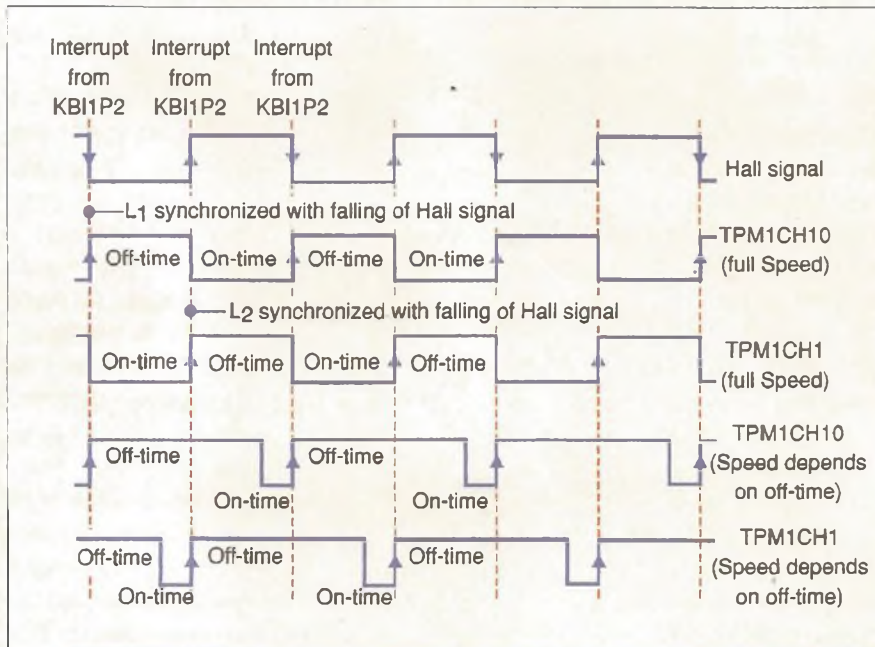 Interrupt from KBI1P2
Interrupt from KBI1P2
Interrupt from KBI1P2
Hall signal
L1 synchronized with falling of Hall signal
Off-time On-time Off-time On-time
TPM1CH10
(full Speed)
L2 synchronized with falling of Hall signal
On-time Off-time On-time Off-time
TPM1CH1
(full Speed)
Off-time Off-time
On-time On-time
TPM1CH10
(Speed depends
on off-time)
Off-time Off-time Off-time
On-time On-time
TPM1CH1
(Speed depends
on off-time)